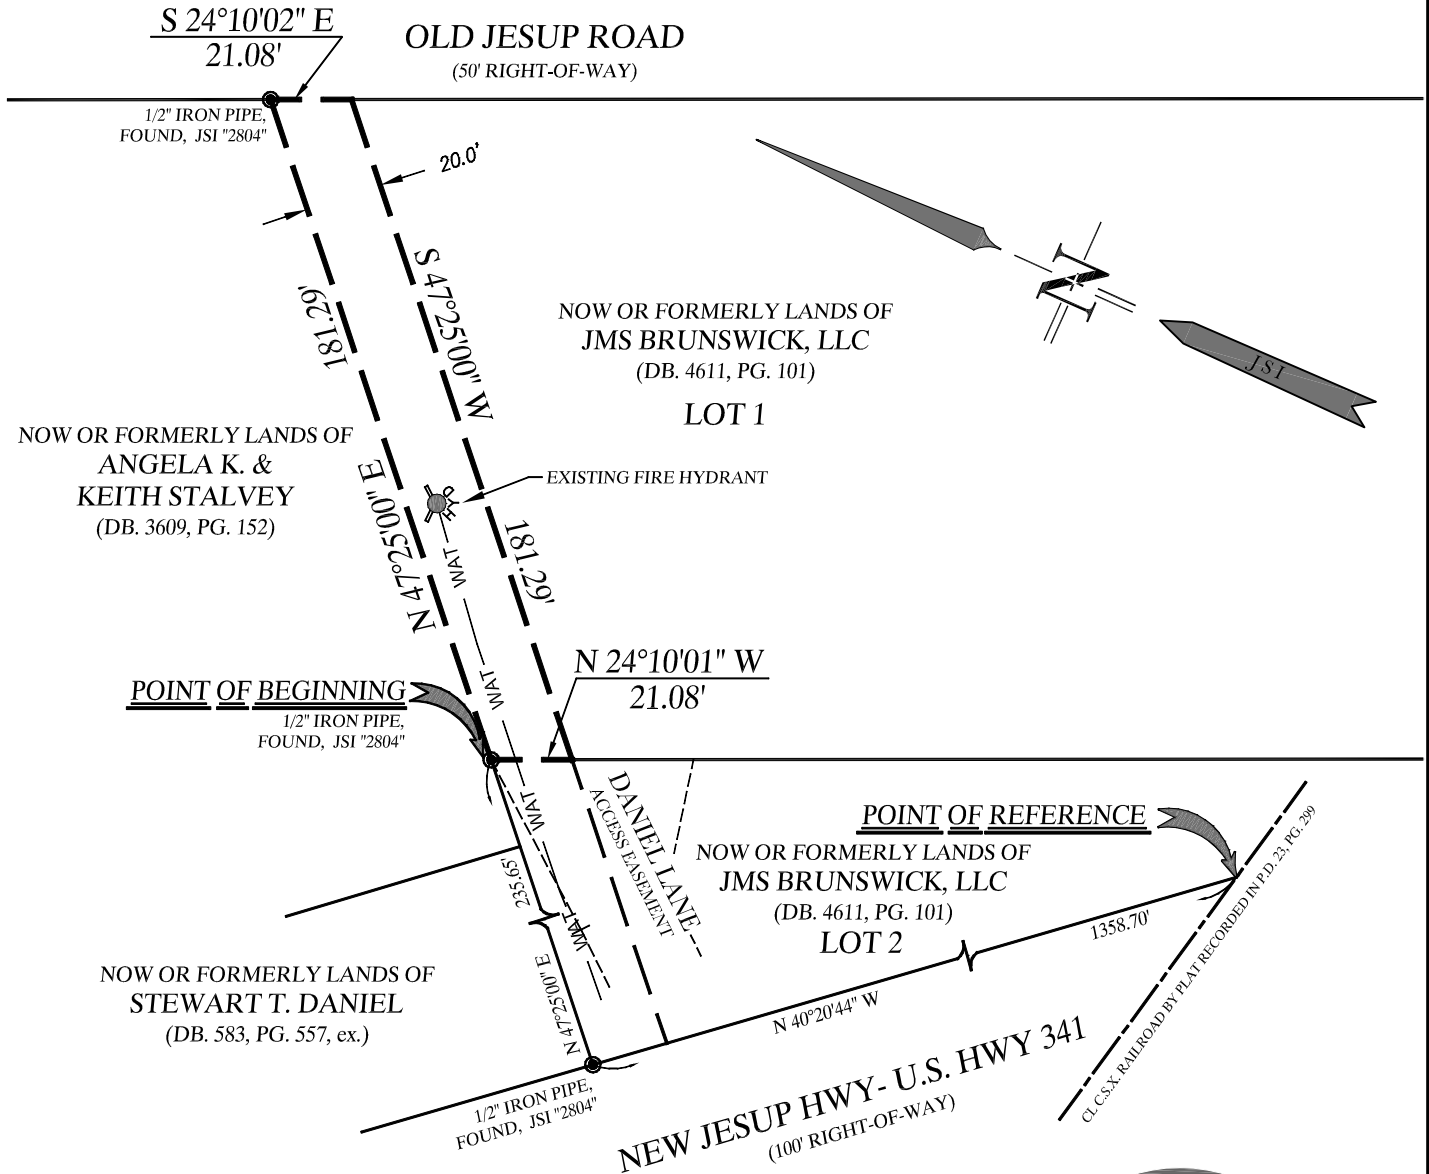 S 24°10'02" E
21.08'
OLD JESUP ROAD
(50' RIGHT-OF-WAY)
1/2" IRON PIPE,
FOUND, JSI "2804"
20.0'
181.29'
S 47°25'00" W
N
JSI
NOW OR FORMERLY LANDS OF
JMS BRUNSWICK, LLC
(DB. 4611, PG. 101)
LOT 1
NOW OR FORMERLY LANDS OF
ANGELA K. &
KEITH STALVEY
(DB. 3609, PG. 152)
N 47°25'00" E
EXISTING FIRE HYDRANT
HYD
WAT
181.29'
WAT
N 24°10'01" W
21.08'
POINT OF BEGINNING
1/2" IRON PIPE,
FOUND, JSI "2804"
WAT
DANIEL LANE
ACCESS EASEMENT
POINT OF REFERENCE
NOW OR FORMERLY LANDS OF
JMS BRUNSWICK, LLC
(DB. 4611, PG. 101)
LOT 2
235.65'
WAT
WAT
1358.70'
CL C.S.X. RAILROAD BY PLAT RECORDED IN P.D. 23, PG. 299
NOW OR FORMERLY LANDS OF
STEWART T. DANIEL
(DB. 583, PG. 557, ex.)
N 47°25'00" E
N 40°20'44" W
1/2" IRON PIPE,
FOUND, JSI "2804"
NEW JESUP HWY- U.S. HWY 341
(100' RIGHT-OF-WAY)